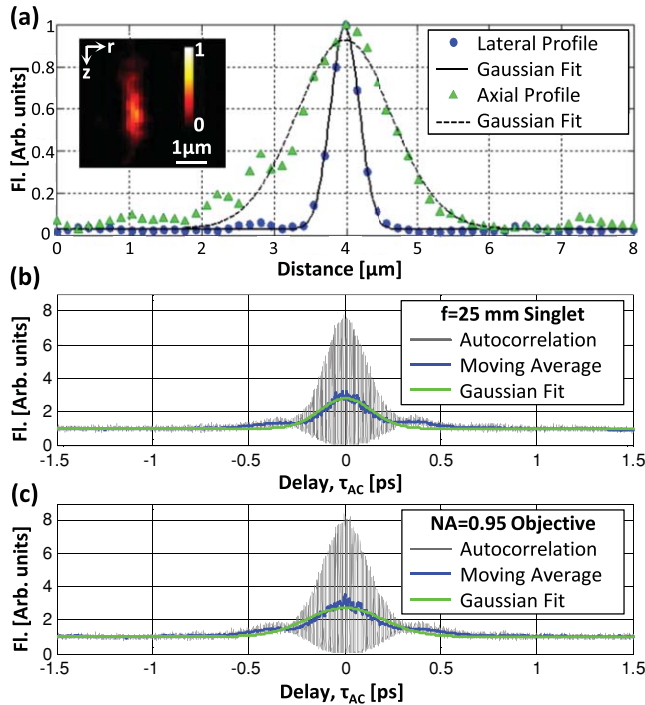 (a)
Fl. [Arb. units]
1
0.8
0.6
0.4
0.2
0
r
z
1
0
1µm
Lateral Profile
Gaussian Fit
Axial Profile
Gaussian Fit
0 1 2 3 4 5 6 7 8
Distance [µm]
(b)
Fl. [Arb. units]
8
6
4
2
0
f=25 mm Singlet
Autocorrelation
Moving Average
Gaussian Fit
-1.5 -1 -0.5 0 0.5 1 1.5
Delay, τAC [ps]
(c)
Fl. [Arb. units]
8
6
4
2
0
NA=0.95 Objective
Autocorrelation
Moving Average
Gaussian Fit
-1.5 -1 -0.5 0 0.5 1 1.5
Delay, τAC [ps]